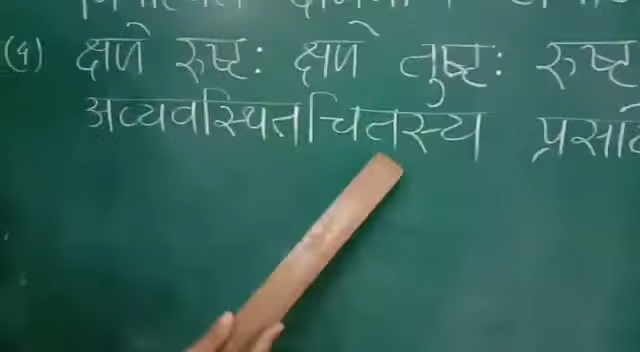 (५) क्षणे रुष्टः क्षणे तुष्टः रुष्ट
अव्यवस्थितचितस्य प्रसा